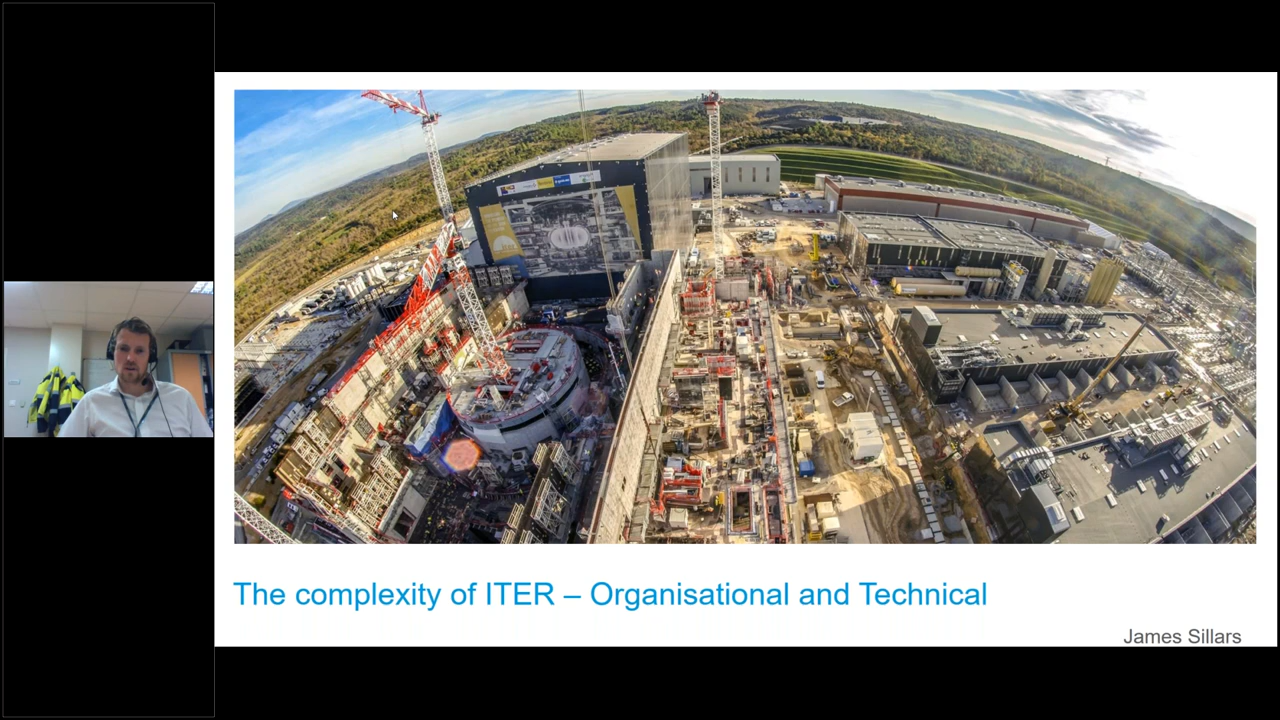 The complexity of ITER – Organisational and Technical
James Sillars